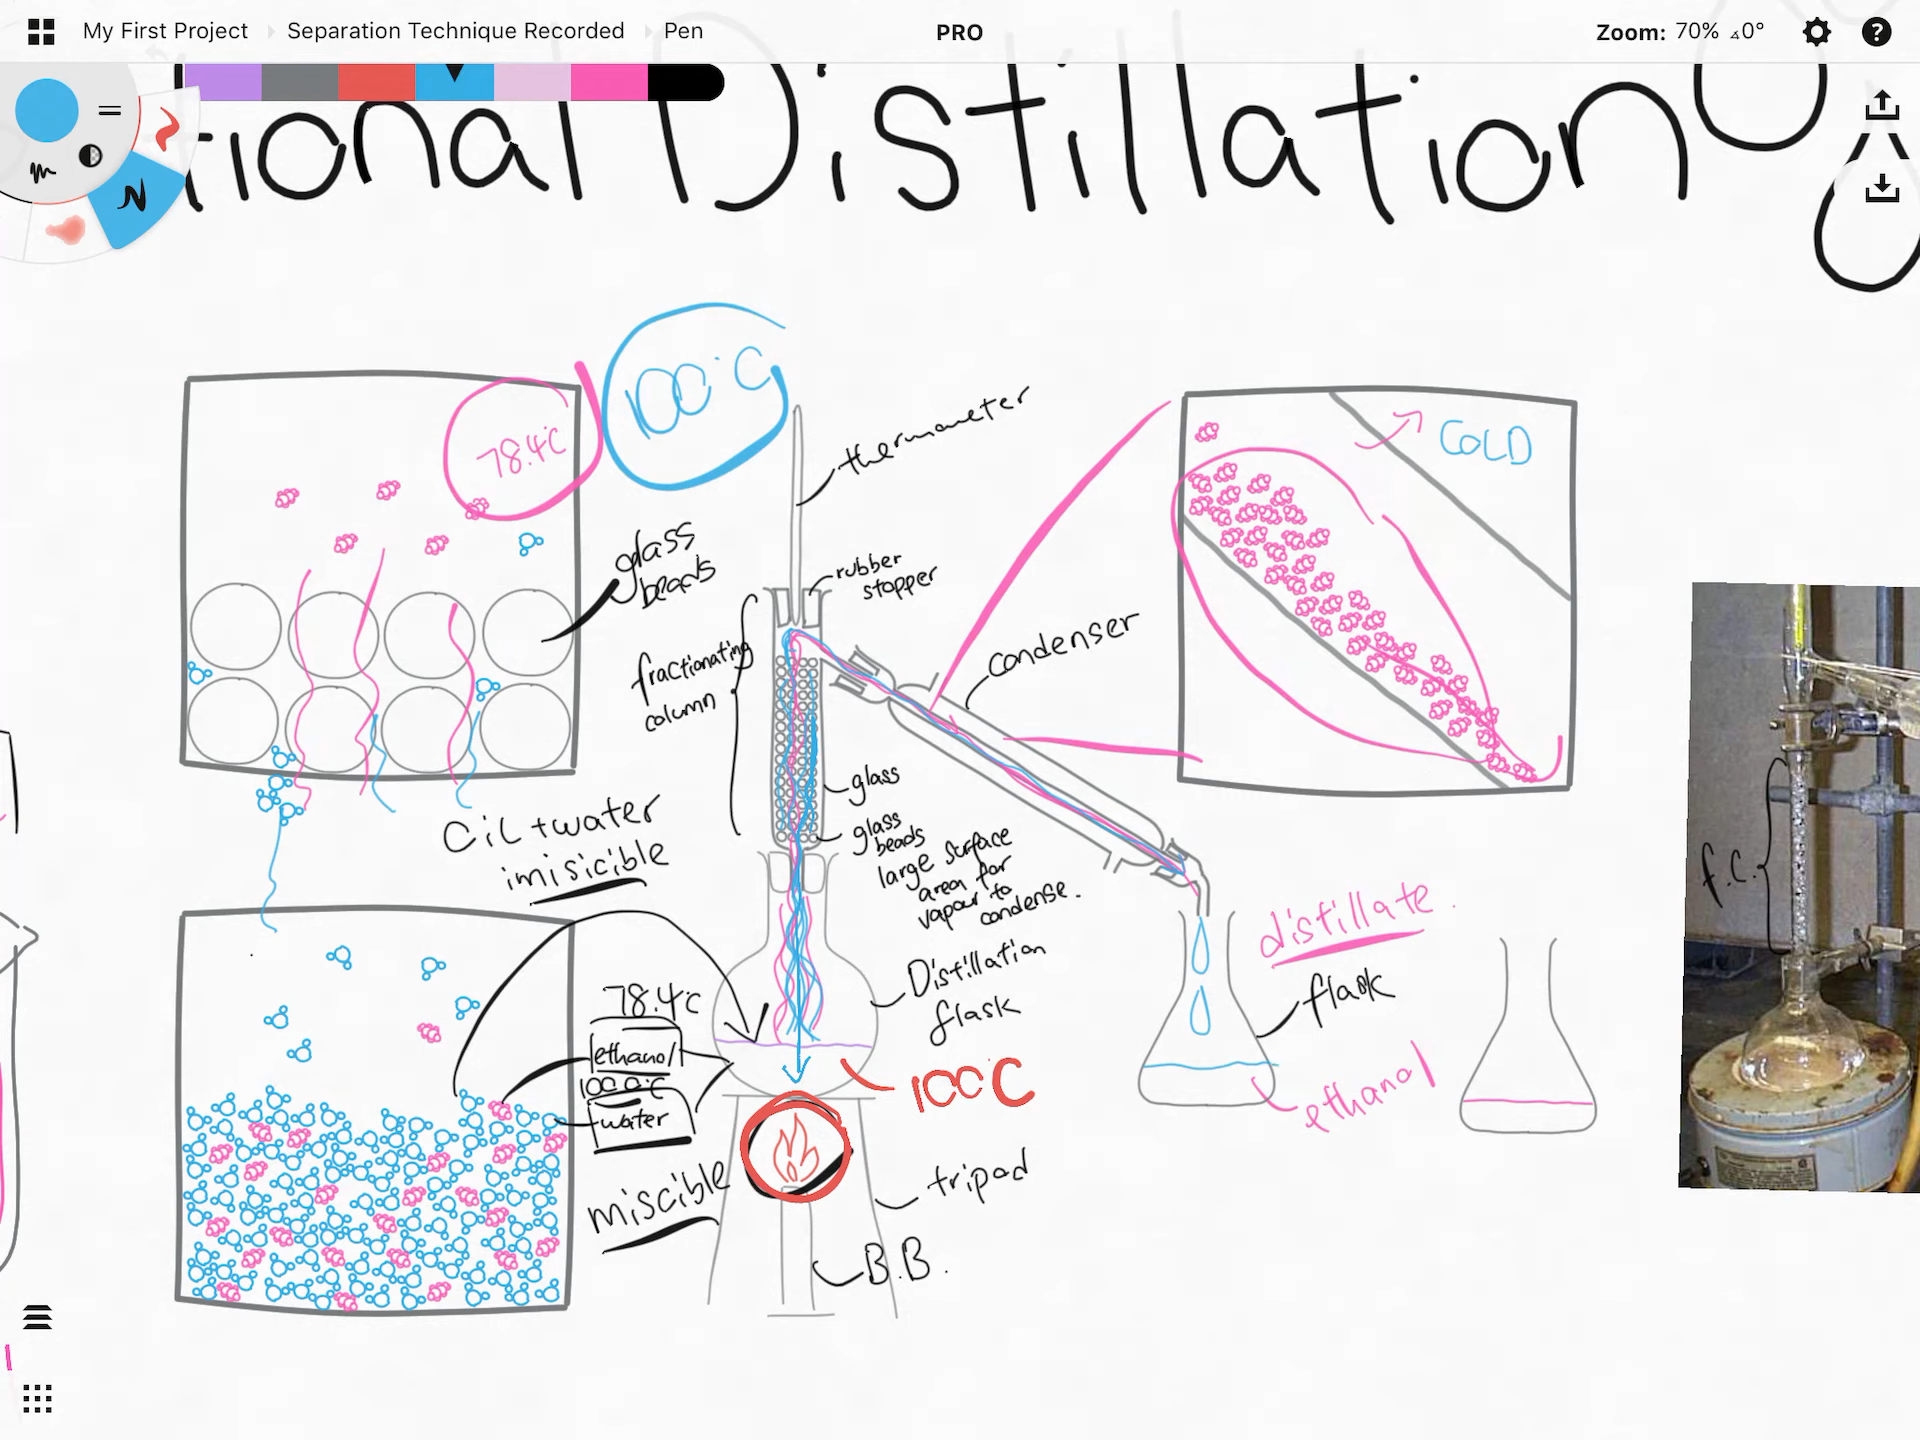 My First Project
Separation Technique Recorded
Pen
PRO
Zoom: 70% ⦟0°
tional Distillation
78.4°C
100°C
thermometer
COLD
glass
beads
rubber
stopper
condenser
fractionating
column
glass
glass
beads
large surface
area for
vapour to
condense.
Oil + water
imisicible
f.C.
distillate.
Distillation
flask
flask
78.4°C
ethanol
100°C
water
100°C
ethanol
miscible
tripod
B.B.